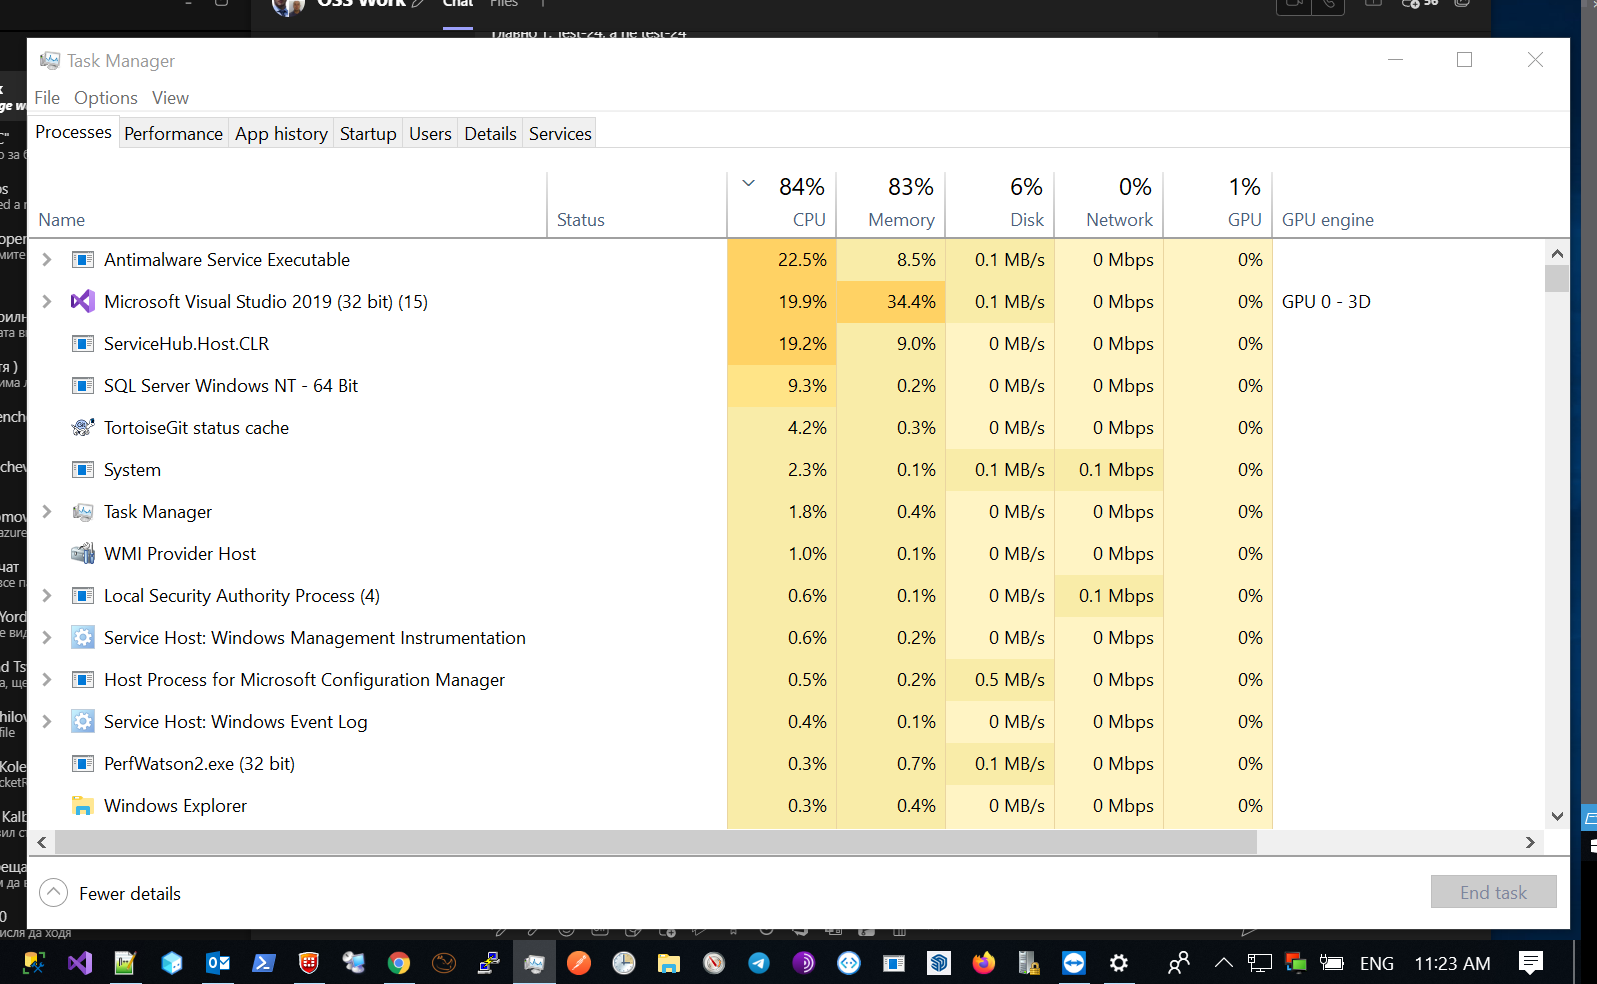 OSS Work Chat Files
Главно 1, test-24, а не test-24
Task Manager
File Options View
Processes Performance App history Startup Users Details Services
84% 83% 6% 0% 1%
Name Status CPU Memory Disk Network GPU GPU engine
Antimalware Service Executable 22.5% 8.5% 0.1 MB/s 0 Mbps 0%
Microsoft Visual Studio 2019 (32 bit) (15) 19.9% 34.4% 0.1 MB/s 0 Mbps 0% GPU 0 - 3D
ServiceHub.Host.CLR 19.2% 9.0% 0 MB/s 0 Mbps 0%
SQL Server Windows NT - 64 Bit 9.3% 0.2% 0 MB/s 0 Mbps 0%
TortoiseGit status cache 4.2% 0.3% 0 MB/s 0 Mbps 0%
System 2.3% 0.1% 0.1 MB/s 0.1 Mbps 0%
Task Manager 1.8% 0.4% 0 MB/s 0 Mbps 0%
WMI Provider Host 1.0% 0.1% 0 MB/s 0 Mbps 0%
Local Security Authority Process (4) 0.6% 0.1% 0 MB/s 0.1 Mbps 0%
Service Host: Windows Management Instrumentation 0.6% 0.2% 0 MB/s 0 Mbps 0%
Host Process for Microsoft Configuration Manager 0.5% 0.2% 0.5 MB/s 0 Mbps 0%
Service Host: Windows Event Log 0.4% 0.1% 0 MB/s 0 Mbps 0%
PerfWatson2.exe (32 bit) 0.3% 0.7% 0.1 MB/s 0 Mbps 0%
Windows Explorer 0.3% 0.4% 0 MB/s 0 Mbps 0%
Fewer details End task
ENG 11:23 AM